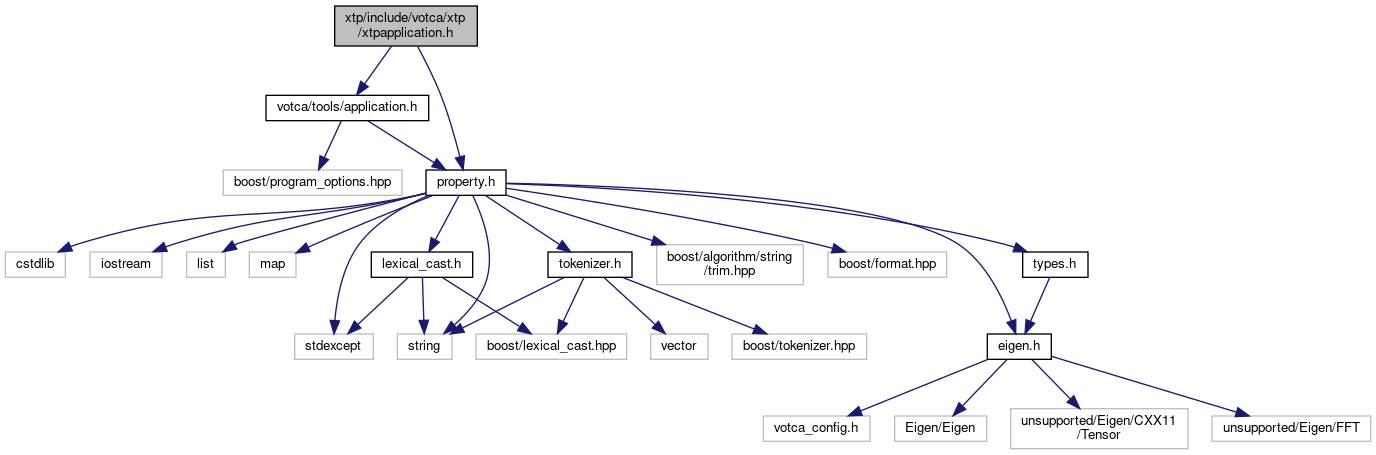 xtp/include/votca/xtp
/xtpapplication.h
votca/tools/application.h
boost/program_options.hpp
property.h
cstdlib
iostream
list
map
lexical_cast.h
tokenizer.h
boost/algorithm/string
/trim.hpp
boost/format.hpp
types.h
stdexcept
string
boost/lexical_cast.hpp
vector
boost/tokenizer.hpp
eigen.h
votca_config.h
Eigen/Eigen
unsupported/Eigen/CXX11
/Tensor
unsupported/Eigen/FFT